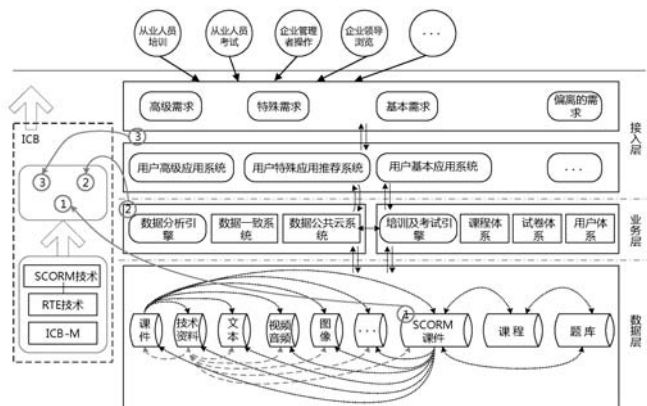 从业人员
培训
从业人员
考试
企业管理
者操作
企业领导
浏览
...
高级需求
特殊需求
基本需求
偏离的需
求
接入层
ICB
③
③
②
①
用户高级应用系统
用户特殊应用推荐系统
用户基本应用系统
...
②
数据分析引
擎
数据一致系
统
数据公共云系
统
培训及考试引
擎
课程体
系
试卷体
系
用户体
系
业务层
SCORM技术
RTE技术
ICB-M
①
课
件
技术
资料
文
本
视频
音频
图
像
...
SCORM
课件
课程
题库
数据层